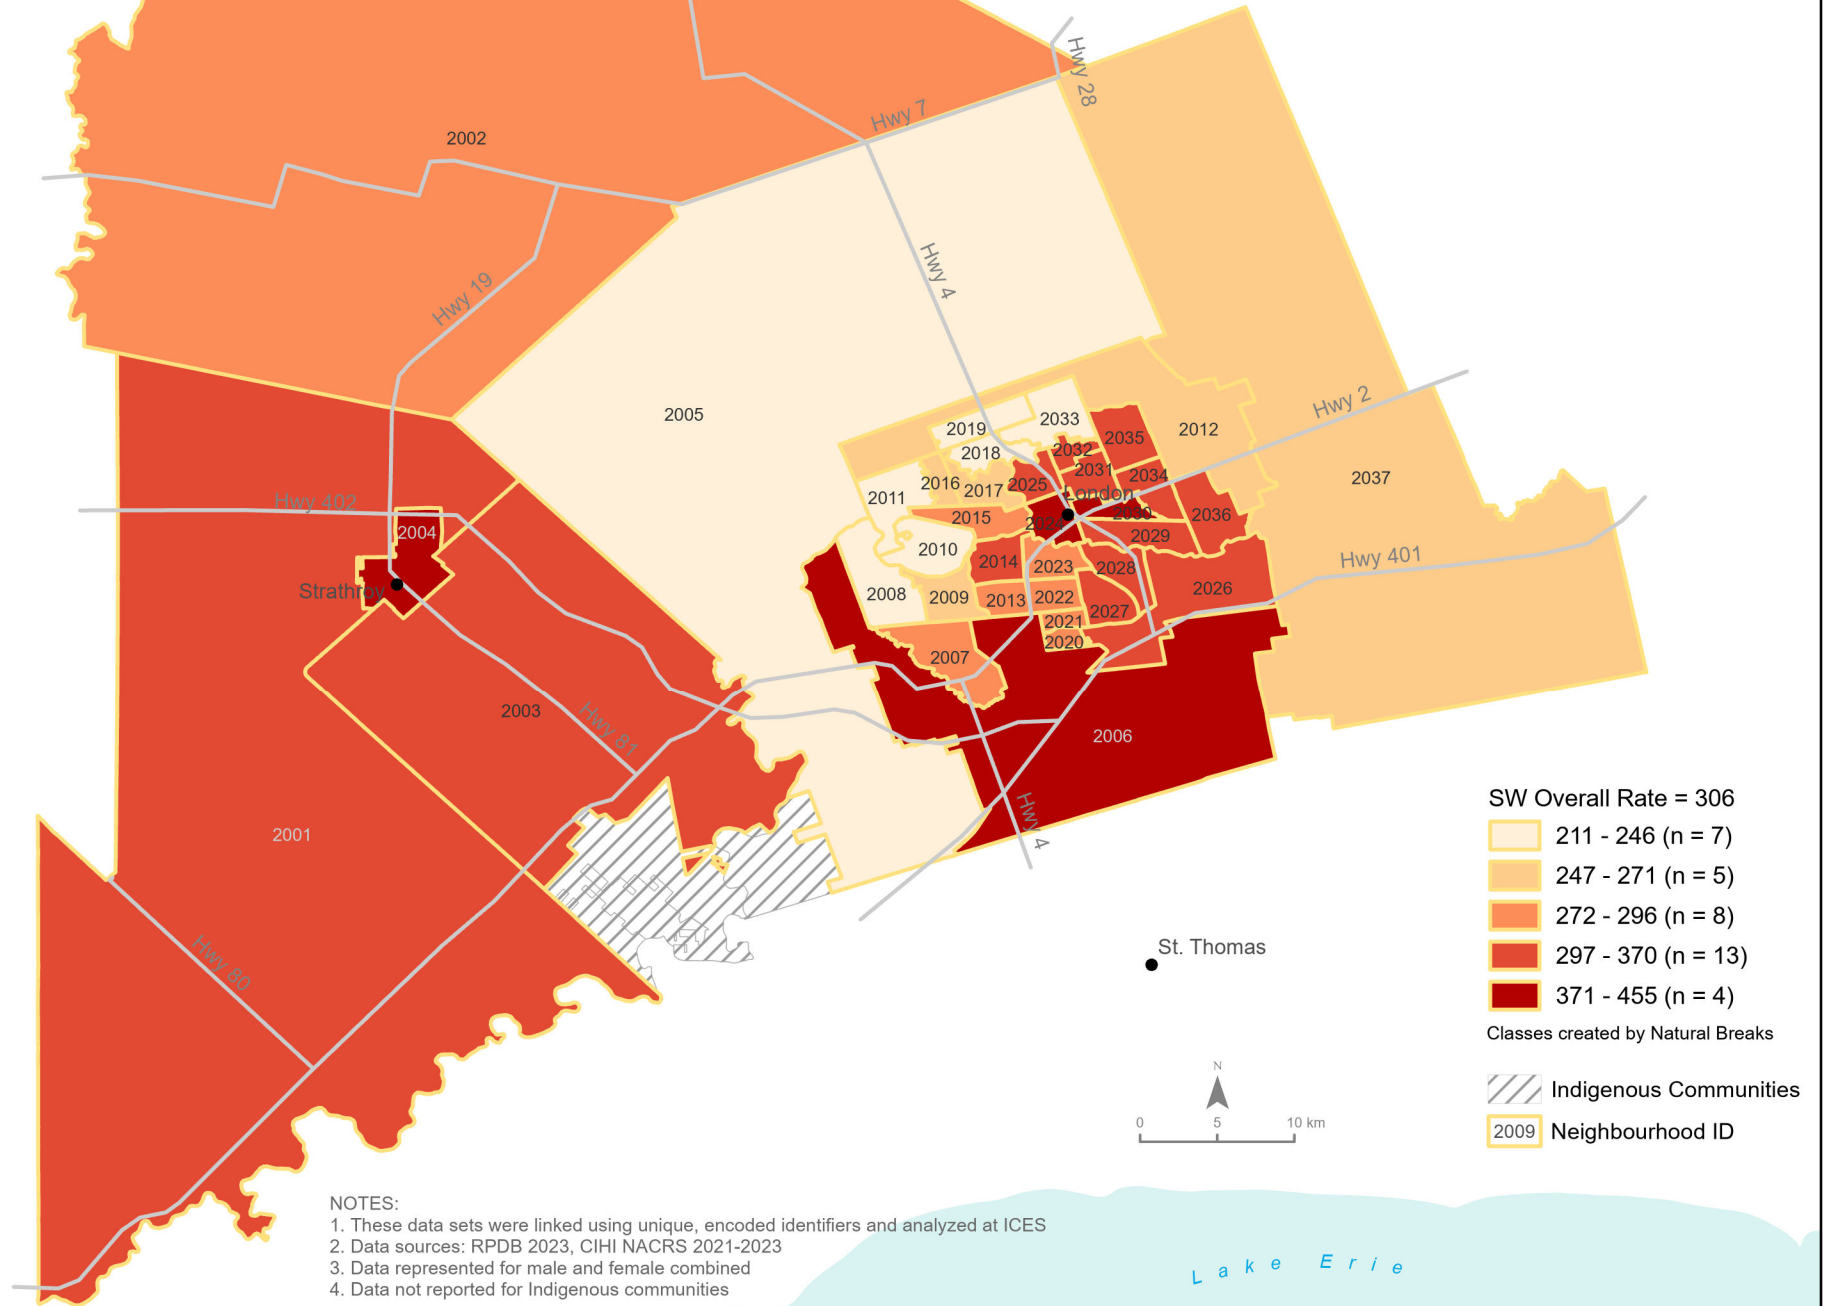 Hwy 28
Hwy 7
2002
Hwy 4
Hwy 19
2005
Hwy 2
2033
2019
2012
2035
2032
2018
2031
2034
2037
2016
2017
2025
2011
London
Hwy 402
2015
2024
2030
2036
2004
2029
2010
Hwy 401
2014
2023
2028
Strathroy
2008
2009
2013
2022
2026
2027
2021
2020
2007
2003
Hwy 81
2006
Hwy 4
2001
Hwy 80
St. Thomas
SW Overall Rate = 306
211 - 246 (n = 7)
247 - 271 (n = 5)
272 - 296 (n = 8)
297 - 370 (n = 13)
371 - 455 (n = 4)
Classes created by Natural Breaks
Indigenous Communities
2009 Neighbourhood ID
N
0 5 10 km
NOTES:
1. These data sets were linked using unique, encoded identifiers and analyzed at ICES
2. Data sources: RPDB 2023, CIHI NACRS 2021-2023
3. Data represented for male and female combined
4. Data not reported for Indigenous communities
Lake Erie